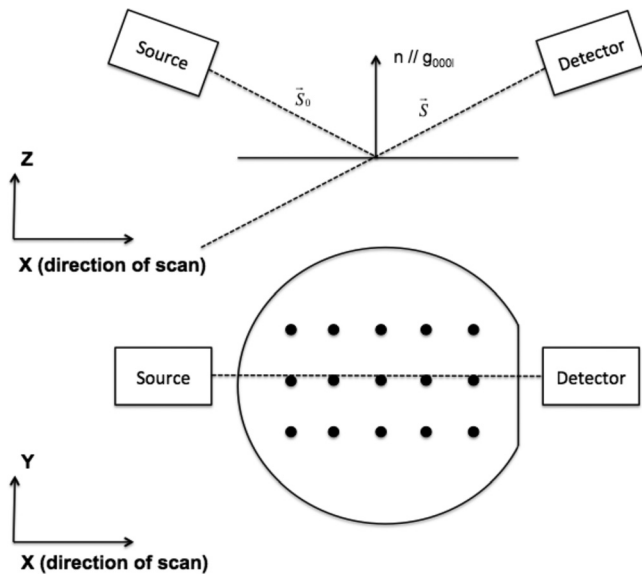 Source
Detector
n // g000l
S⃗0
S⃗
Z
X (direction of scan)
Source
Detector
Y
X (direction of scan)